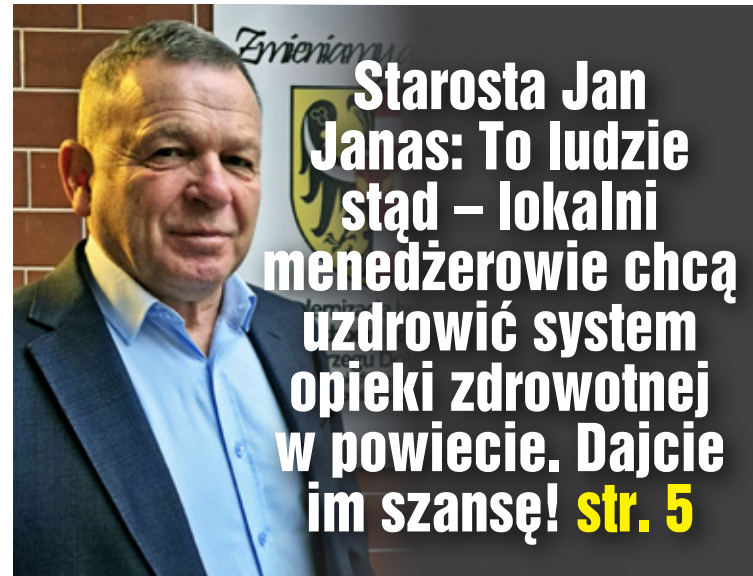 Zmieniamy
Starosta Jan
Janas: To ludzie
stąd – lokalni
menedżerowie chcą
uzdrowić system
opieki zdrowotnej
w powiecie. Dajcie
im szansę! str. 5